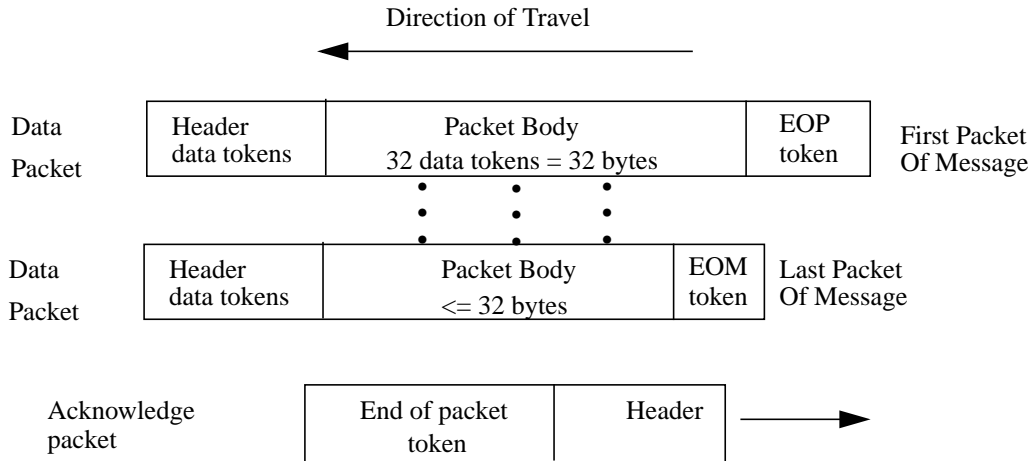 Direction of Travel
Data
Packet
Header
data tokens
Packet Body
32 data tokens = 32 bytes
EOP
token
First Packet
Of Message
Data
Packet
Header
data tokens
Packet Body
<= 32 bytes
EOM
token
Last Packet
Of Message
Acknowledge
packet
End of packet
token
Header